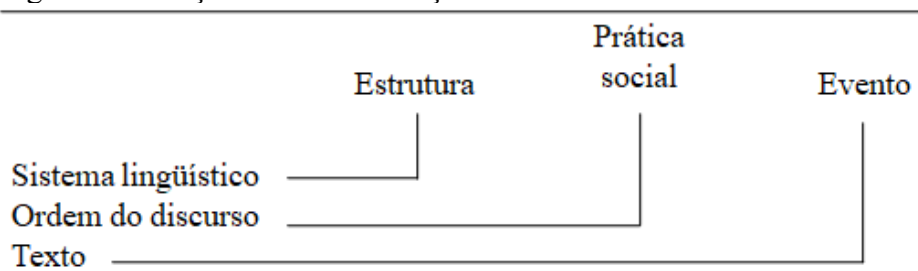 Prática
social
Estrutura
Evento
Sistema lingüístico
Ordem do discurso
Texto